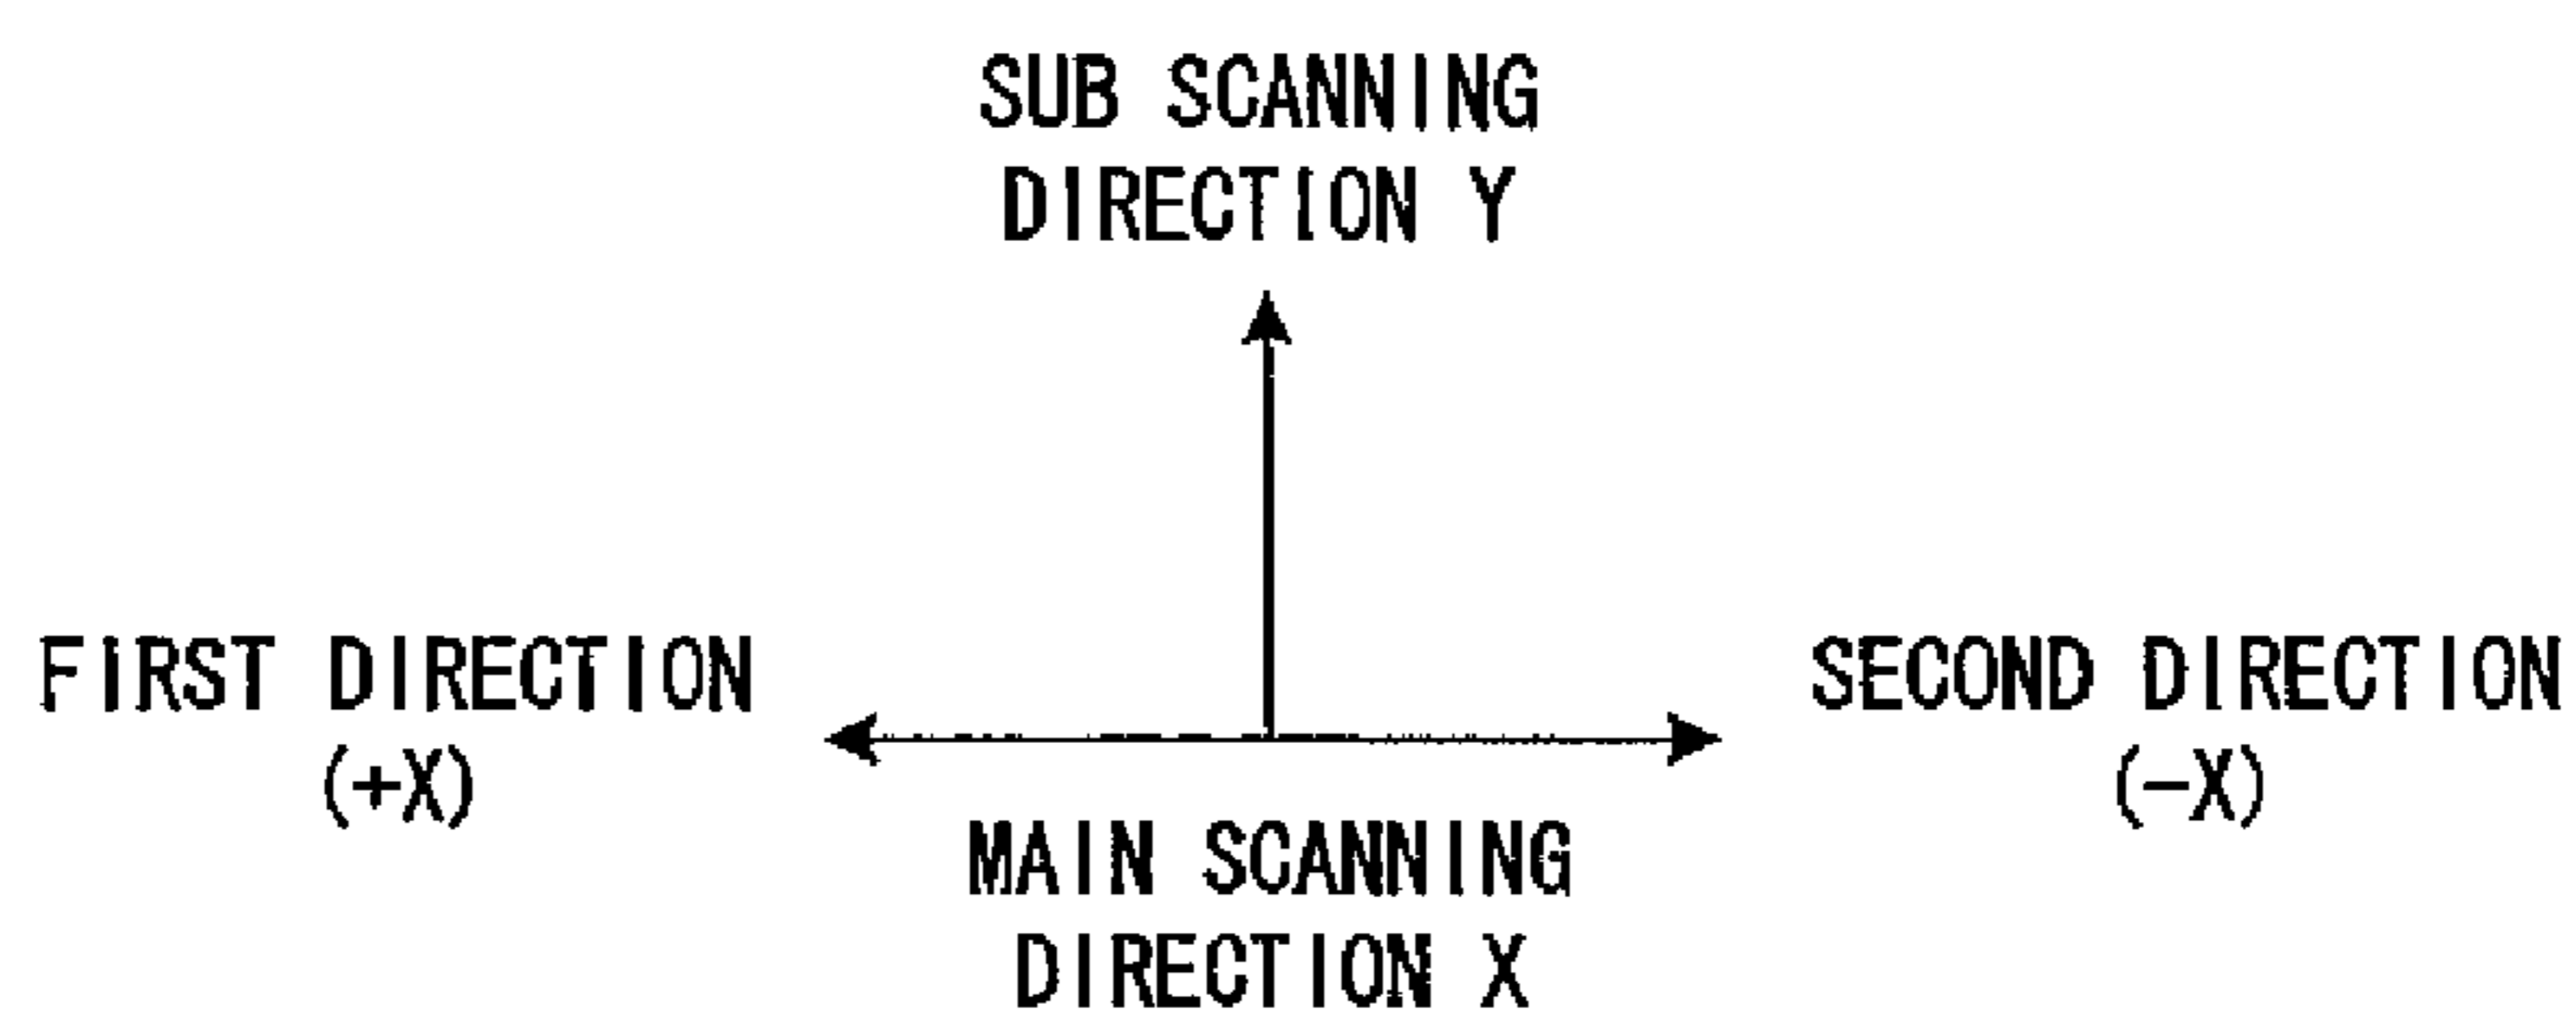 SUB SCANNING
DIRECTION Y
FIRST DIRECTION
(+X)
SECOND DIRECTION
(−X)
MAIN SCANNING
DIRECTION X